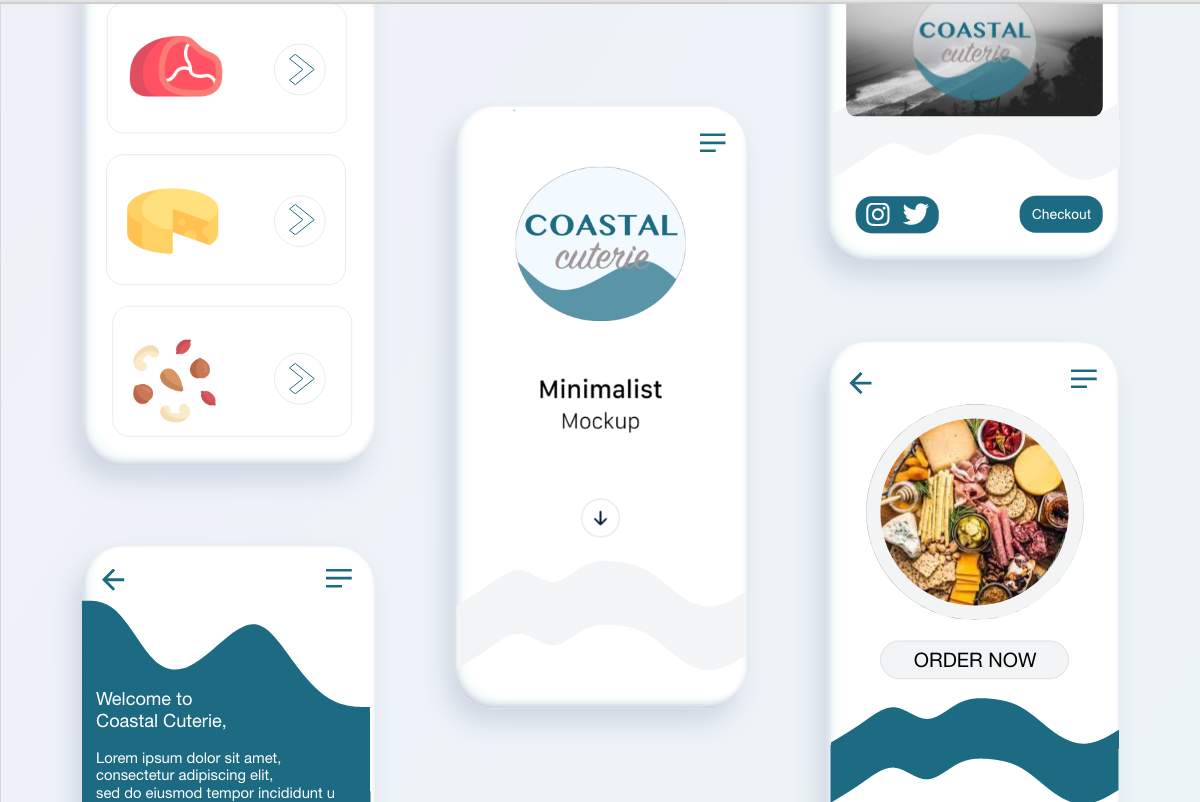 COASTAL
cuterie
Checkout
COASTAL
cuterie
Minimalist
Mockup
ORDER NOW
Welcome to
Coastal Cuterie,
Lorem ipsum dolor sit amet,
consectetur adipiscing elit,
sed do eiusmod tempor incididunt u